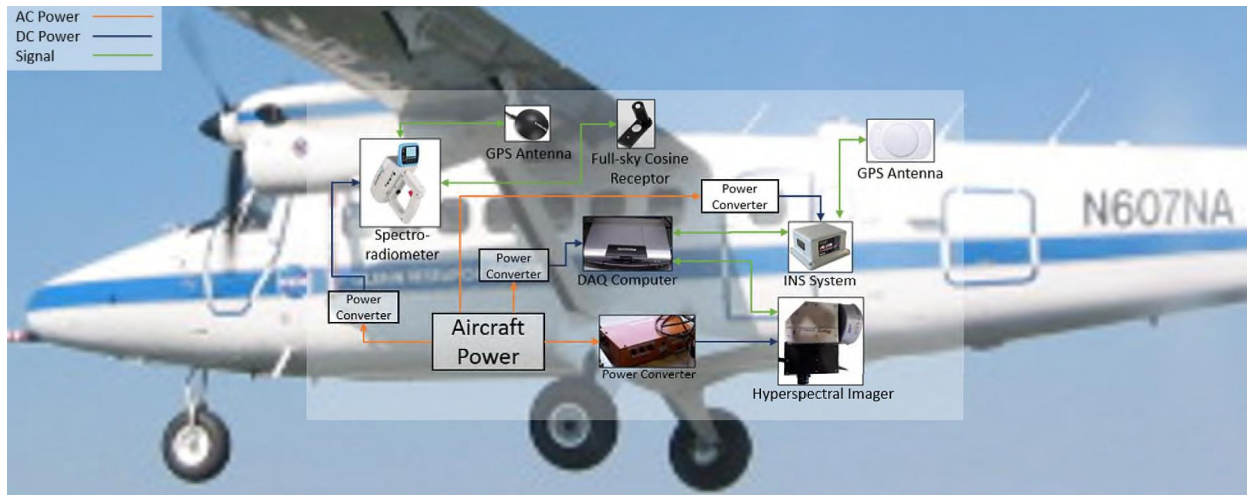 AC Power
DC Power
Signal
GPS Antenna
Full-sky Cosine
Receptor
GPS Antenna
Power
Converter
N607NA
Spectro-
radiometer
Power
Converter
DAQ Computer
INS System
Power
Converter
Aircraft
Power
Power Converter
Hyperspectral Imager